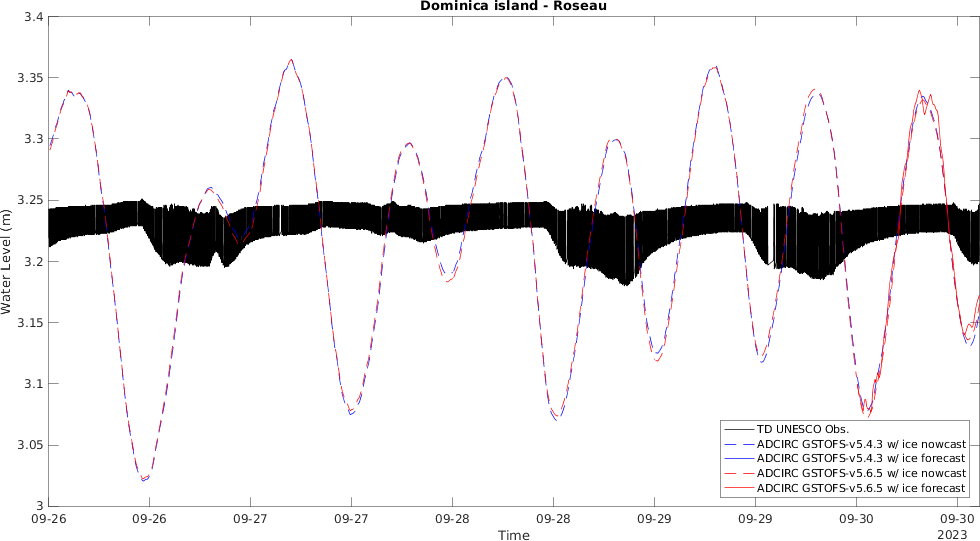 Dominica island - Roseau
3.4
3.35
3.3
3.25
3.2
3.15
3.1
3.05
3
Water Level (m)
TD UNESCO Obs.
ADCIRC GSTOFS-v5.4.3 w/ ice nowcast
ADCIRC GSTOFS-v5.4.3 w/ ice forecast
ADCIRC GSTOFS-v5.6.5 w/ ice nowcast
ADCIRC GSTOFS-v5.6.5 w/ ice forecast
09-26 09-26 09-27 09-27 09-28 09-28 09-29 09-29 09-30 09-30
Time 2023